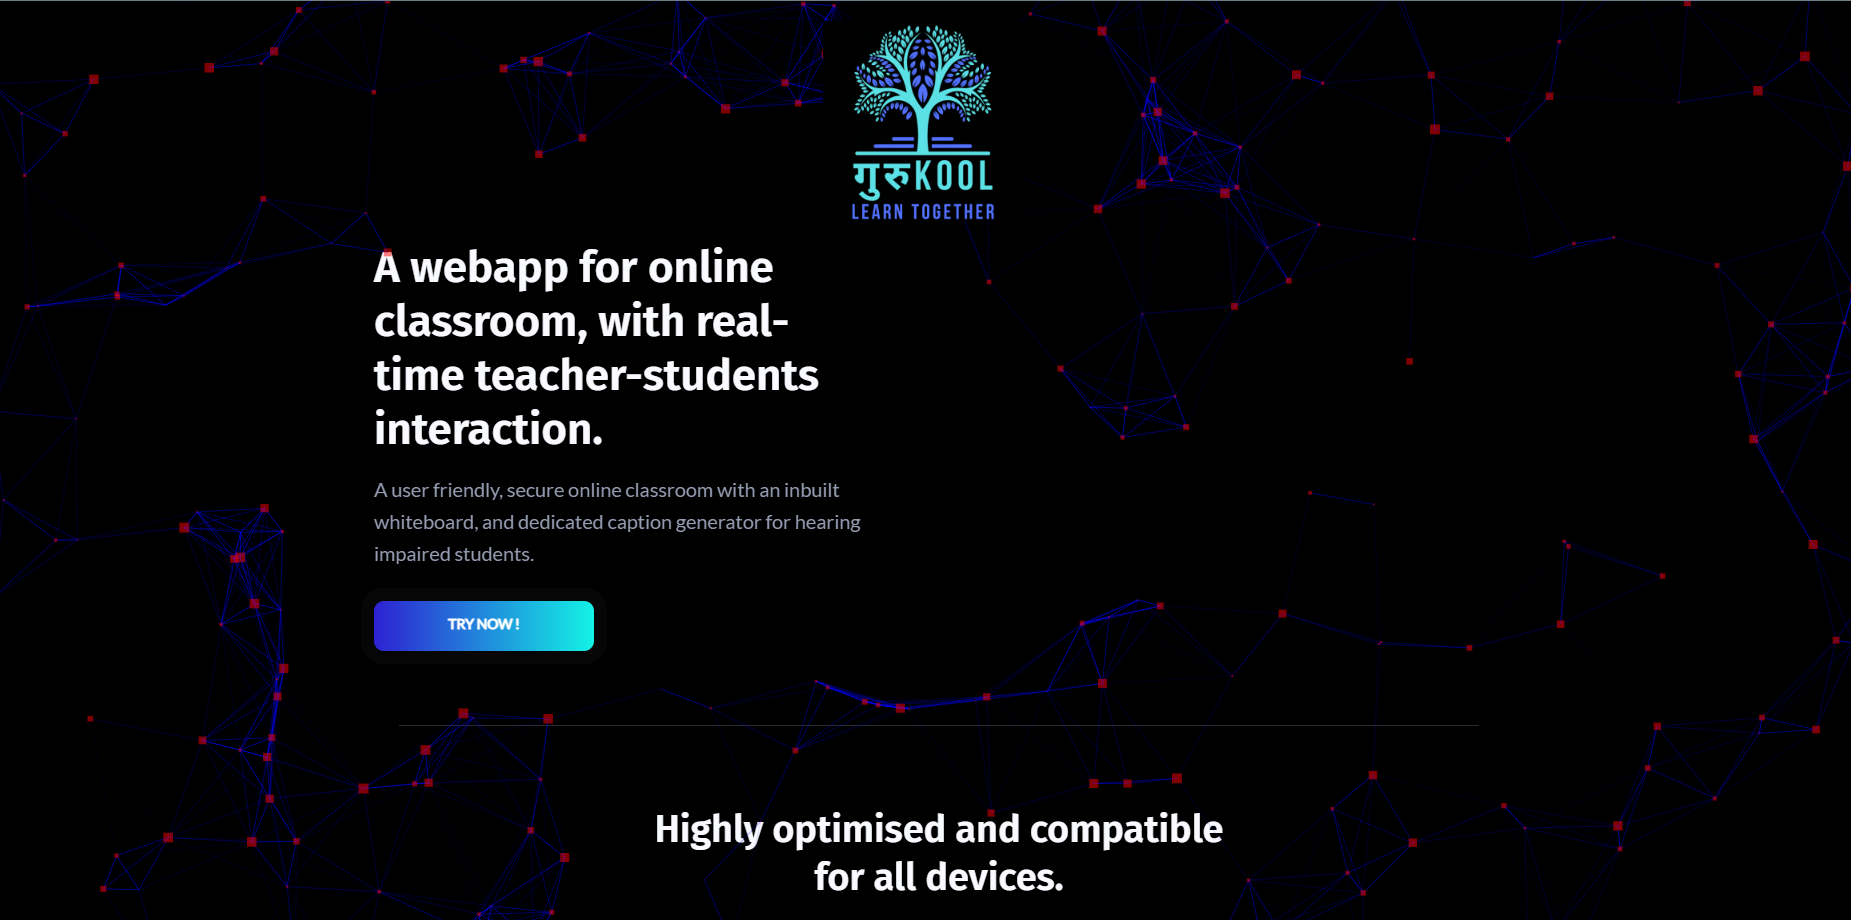 गुरुKOOL
LEARN TOGETHER
A webapp for online
classroom, with real-
time teacher-students
interaction.
A user friendly, secure online classroom with an inbuilt
whiteboard, and dedicated caption generator for hearing
impaired students.
TRY NOW !
Highly optimised and compatible
for all devices.